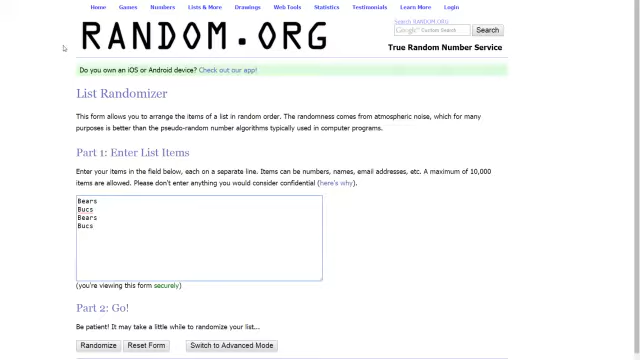 Home Games Numbers Lists & More Drawings Web Tools Statistics Testimonials Learn More Login
RANDOM.ORG
Search RANDOM.ORG
Google Custom Search Search
True Random Number Service
Do you own an iOS or Android device? Check out our app!
List Randomizer
This form allows you to arrange the items of a list in random order. The randomness comes from atmospheric noise, which for many
purposes is better than the pseudo-random number algorithms typically used in computer programs.
Part 1: Enter List Items
Enter your items in the field below, each on a separate line. Items can be numbers, names, email addresses, etc. A maximum of 10,000
items are allowed. Please don't enter anything you would consider confidential (here's why).
Bears
Bucs
Bears
Bucs
(you're viewing this form securely)
Part 2: Go!
Be patient! It may take a little while to randomize your list...
Randomize Reset Form Switch to Advanced Mode